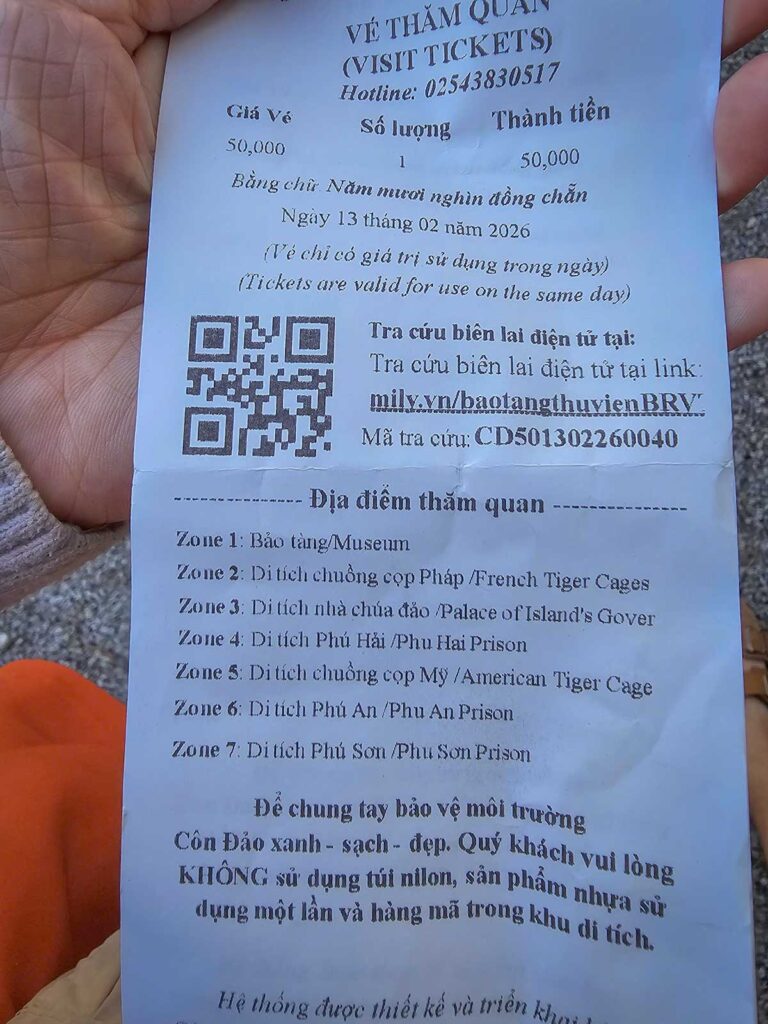 VÉ THĂM QUAN
(VISIT TICKETS)
Hotline: 02543830517
Giá Vé Số lượng Thành tiền
50,000 1 50,000
Bằng chữ: Năm mươi nghìn đồng chẵn
Ngày 13 tháng 02 năm 2026
(Vé chỉ có giá trị sử dụng trong ngày)
(Tickets are valid for use on the same day)
Tra cứu biên lai điện tử tại:
Tra cứu biên lai điện tử tại link:
mily.vn/baotangthuvienBRV
Mã tra cứu: CD501302260040
--------------- Địa điểm thăm quan ---------------
Zone 1: Bảo tàng/Museum
Zone 2: Di tích chuồng cọp Pháp /French Tiger Cages
Zone 3: Di tích nhà chúa đảo /Palace of Island's Gover
Zone 4: Di tích Phú Hải /Phu Hai Prison
Zone 5: Di tích chuồng cọp Mỹ /American Tiger Cage
Zone 6: Di tích Phú An /Phu An Prison
Zone 7: Di tích Phú Sơn /Phu Sơn Prison
Để chung tay bảo vệ môi trường
Côn Đảo xanh - sạch - đẹp. Quý khách vui lòng
KHÔNG sử dụng túi nilon, sản phẩm nhựa sử
dụng một lần và hàng mã trong khu di tích.
Hệ thống được thiết kế và triển khai